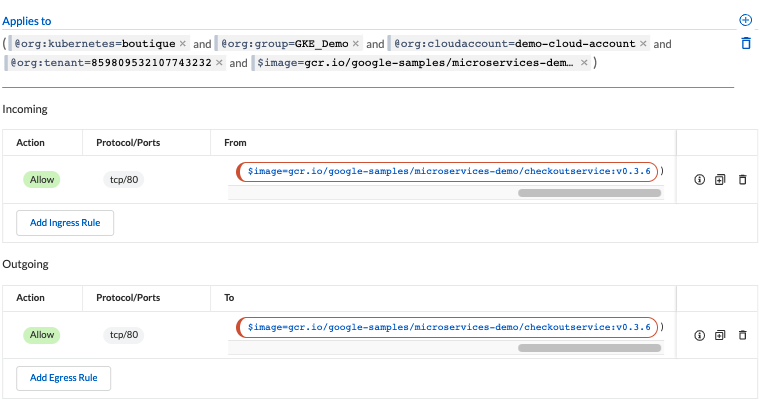 Applies to
( @org:kubernetes=boutique × and @org:group=GKE_Demo × and @org:cloudaccount=demo-cloud-account × and
@org:tenant=859809532107743232 × and $image=gcr.io/google-samples/microservices-dem… × )
Incoming
Action Protocol/Ports From
Allow tcp/80 $image=gcr.io/google-samples/microservices-demo/checkoutservice:v0.3.6 )
Add Ingress Rule
Outgoing
Action Protocol/Ports To
Allow tcp/80 $image=gcr.io/google-samples/microservices-demo/checkoutservice:v0.3.6 )
Add Egress Rule